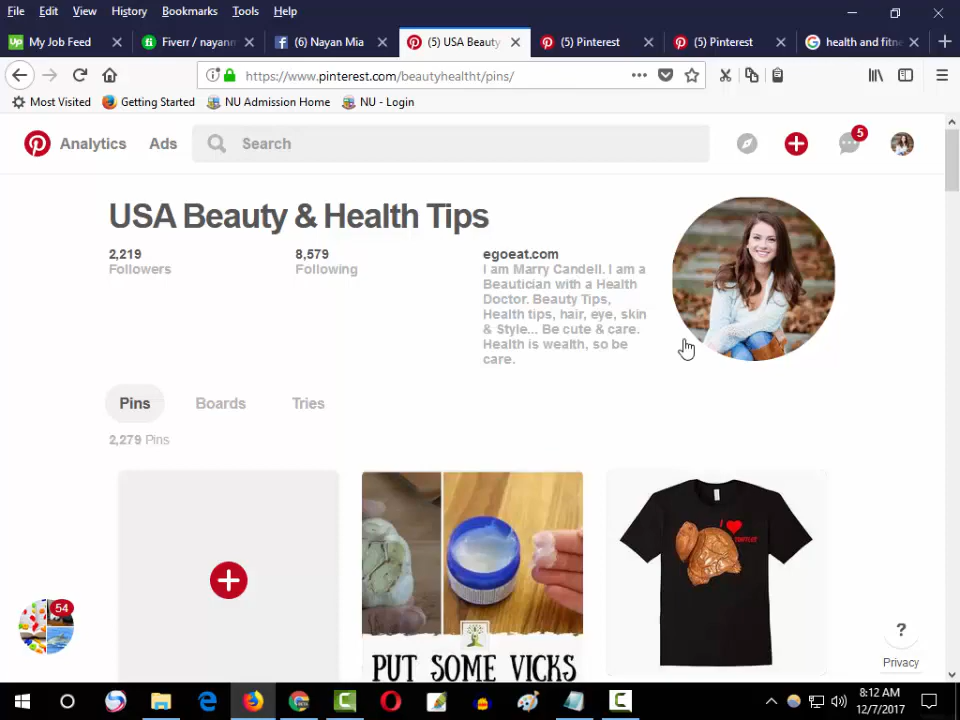 File Edit View History Bookmarks Tools Help
Up My Job Feed
fi Fiverr / nayanm
(6) Nayan Mia
(5) USA Beauty
(5) Pinterest
(5) Pinterest
health and fitne
https://www.pinterest.com/beautyhealtht/pins/
Most Visited Getting Started NU Admission Home NU - Login
Analytics Ads Search 5
USA Beauty & Health Tips
2,219
Followers
8,579
Following
egoeat.com
I am Marry Candell. I am a
Beautician with a Health
Doctor. Beauty Tips,
Health tips, hair, eye, skin
& Style... Be cute & care.
Health is wealth, so be
care.
Pins Boards Tries
2,279 Pins
I
TURTLES
PUT SOME VICKS
54
?
Privacy
8:12 AM
12/7/2017